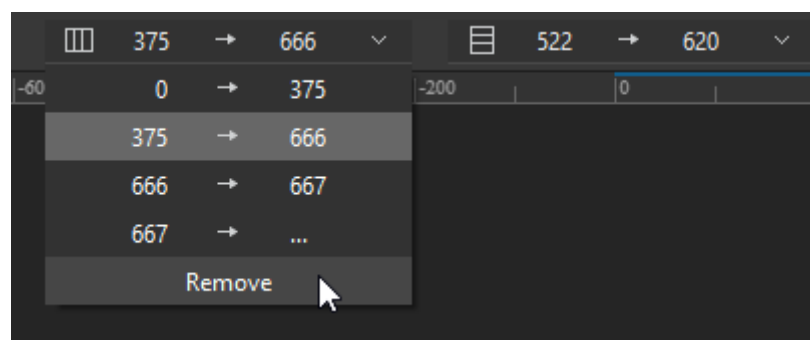 375 → 666 522 → 620
0 → 375
-60 -200 0
375 → 666
666 → 667
667 → ...
Remove